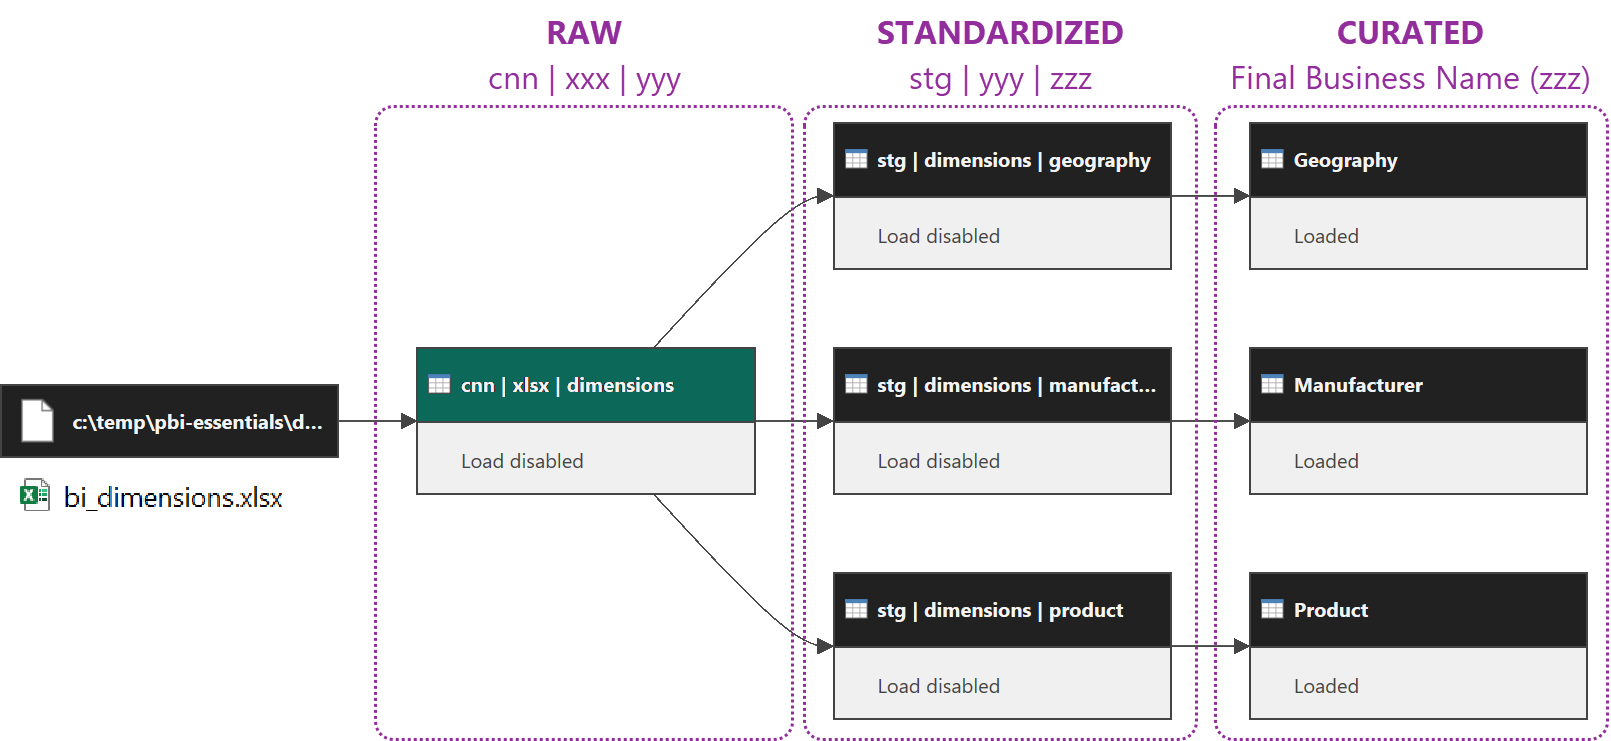 RAW
cnn | xxx | yyy
STANDARDIZED
stg | yyy | zzz
CURATED
Final Business Name (zzz)
c:\temp\pbi-essentials\d...
bi_dimensions.xlsx
cnn | xlsx | dimensions
Load disabled
stg | dimensions | geography
Load disabled
stg | dimensions | manufact...
Load disabled
stg | dimensions | product
Load disabled
Geography
Loaded
Manufacturer
Loaded
Product
Loaded